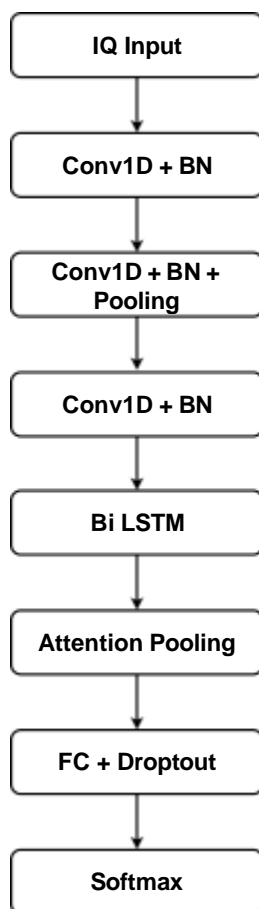 IQ Input
Conv1D + BN
Conv1D + BN +
Pooling
Conv1D + BN
Bi LSTM
Attention Pooling
FC + Droptout
Softmax